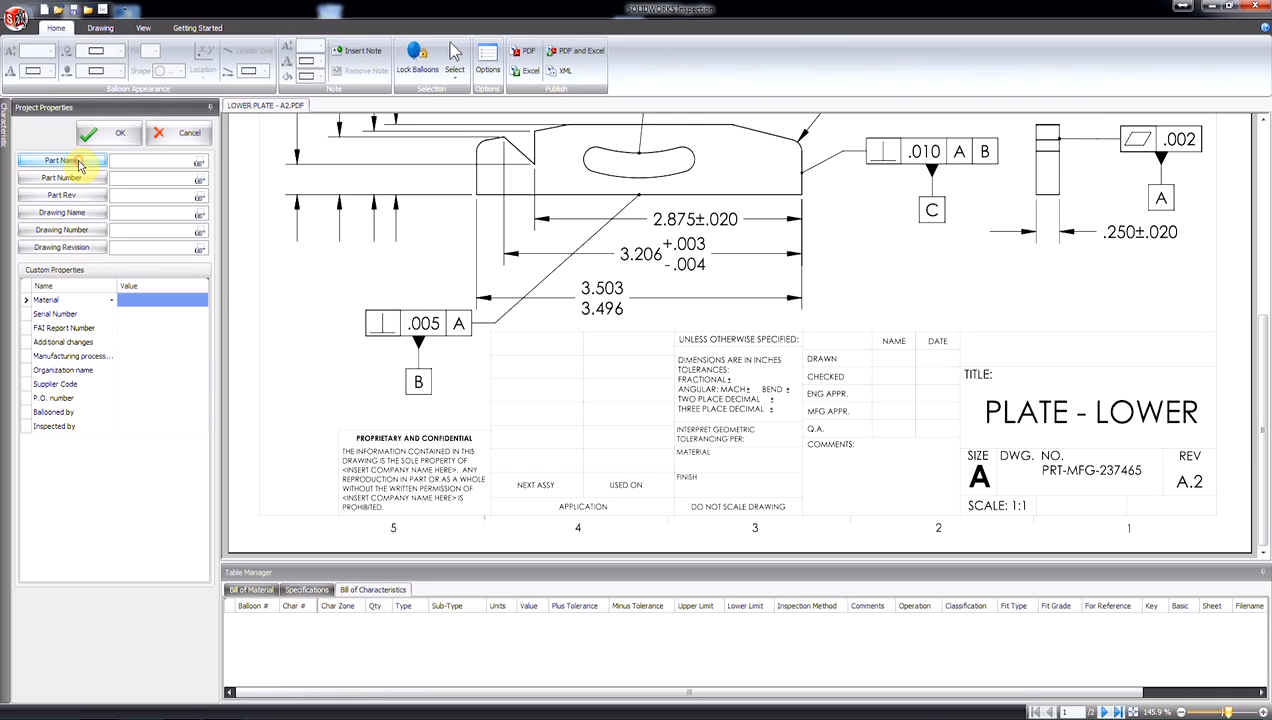 SOLIDWORKS Inspection
Home
Drawing
View
Getting Started
Leader Line
Shape
Location
Balloon Appearance
Insert Note
Remove Note
Note
Lock Balloons
Select
Selection
Options
Options
PDF
PDF and Excel
Excel
XML
Publish
Project Properties
LOWER PLATE - A2.PDF
Characteristic
OK
Cancel
Part Name
Part Number
Part Rev
Drawing Name
Drawing Number
Drawing Revision
Custom Properties
Name
Value
Material
Serial Number
FAI Report Number
Additional changes
Manufacturing process...
Organization name
Supplier Code
P.O. number
Ballooned by
Inspected by
.010 A B
C
.002
A
.250±.020
2.875±.020
3.206 +.003
-.004
3.503
3.496
.005 A
B
UNLESS OTHERWISE SPECIFIED:
DIMENSIONS ARE IN INCHES
TOLERANCES:
FRACTIONAL±
ANGULAR: MACH± BEND ±
TWO PLACE DECIMAL ±
THREE PLACE DECIMAL ±
INTERPRET GEOMETRIC
TOLERANCING PER:
MATERIAL
FINISH
DO NOT SCALE DRAWING
NAME
DATE
DRAWN
CHECKED
ENG APPR.
MFG APPR.
Q.A.
COMMENTS:
TITLE:
PLATE - LOWER
SIZE
A
DWG. NO.
PRT-MFG-237465
REV
A.2
SCALE: 1:1
PROPRIETARY AND CONFIDENTIAL
THE INFORMATION CONTAINED IN THIS
DRAWING IS THE SOLE PROPERTY OF
<INSERT COMPANY NAME HERE>. ANY
REPRODUCTION IN PART OR AS A WHOLE
WITHOUT THE WRITTEN PERMISSION OF
<INSERT COMPANY NAME HERE> IS
PROHIBITED.
NEXT ASSY
USED ON
APPLICATION
5 4 3 2 1
Table Manager
Bill of Material
Specifications
Bill of Characteristics
Balloon # Char # Char Zone Qty Type Sub-Type Units Value Plus Tolerance Minus Tolerance Upper Limit Lower Limit Inspection Method Comments Operation Classification Fit Type Fit Grade For Reference Key Basic Sheet Filename
1 /2
145.9 %